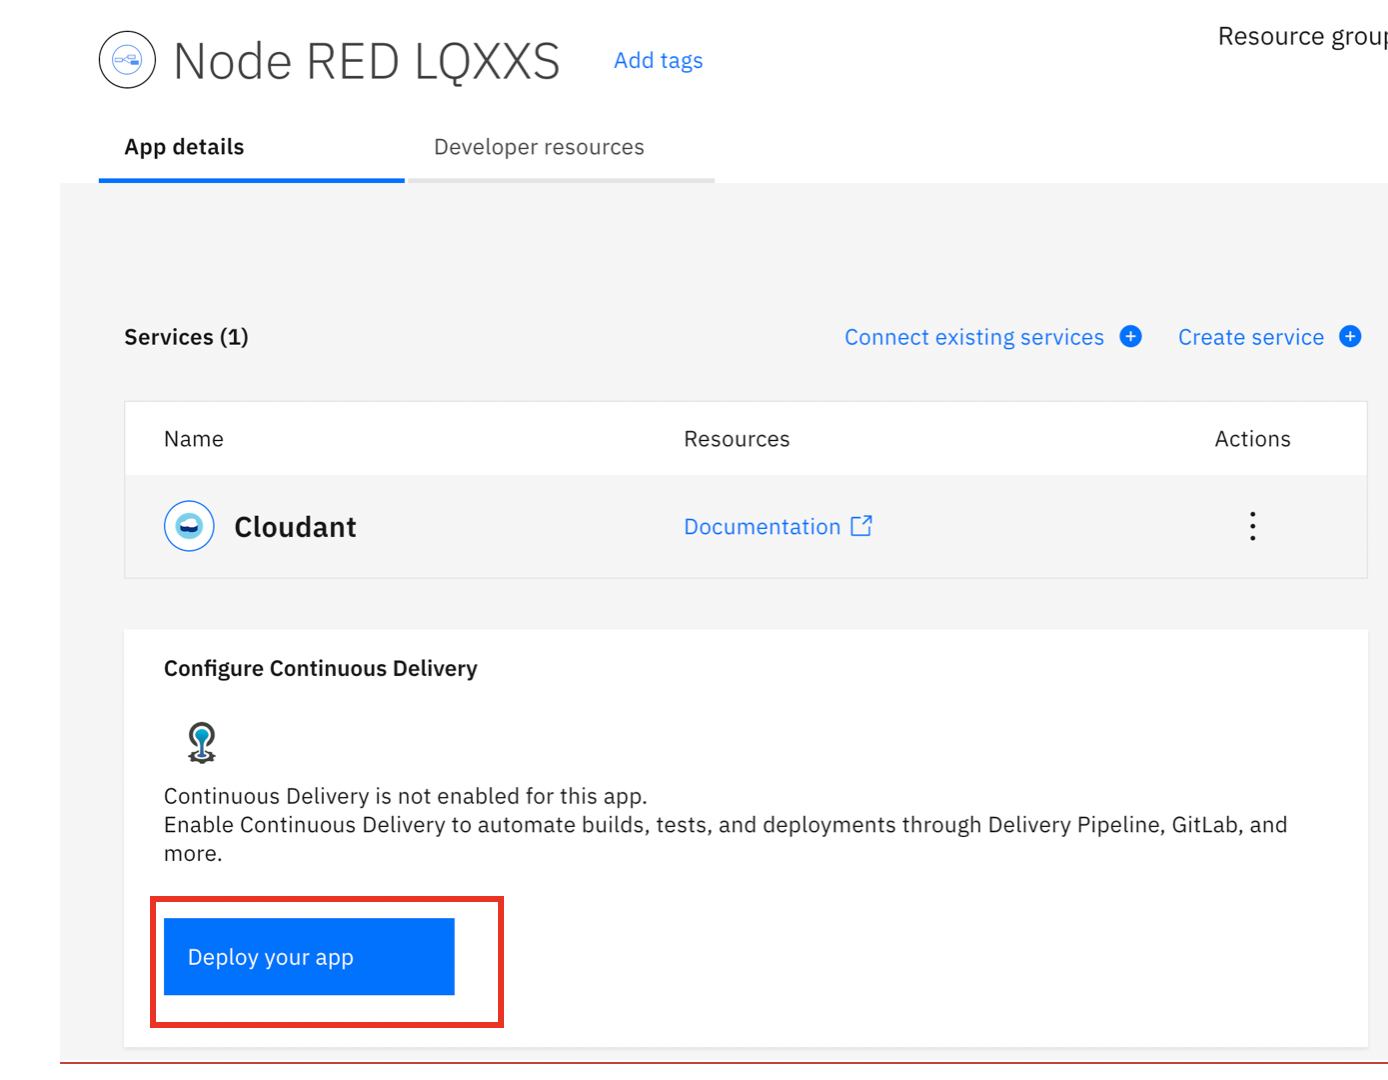 Node RED LQXXS
Add tags
Resource group
App details
Developer resources
Services (1)
Connect existing services
Create service
Name
Resources
Actions
Cloudant
Documentation
Configure Continuous Delivery
Continuous Delivery is not enabled for this app.
Enable Continuous Delivery to automate builds, tests, and deployments through Delivery Pipeline, GitLab, and
more.
Deploy your app